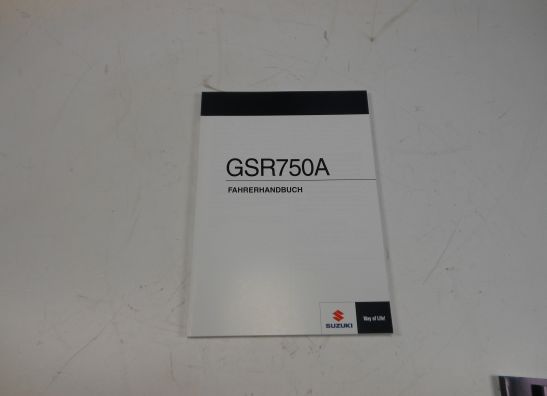 GSR750A
FAHRERHANDBUCH
SUZUKI
Way of Life!